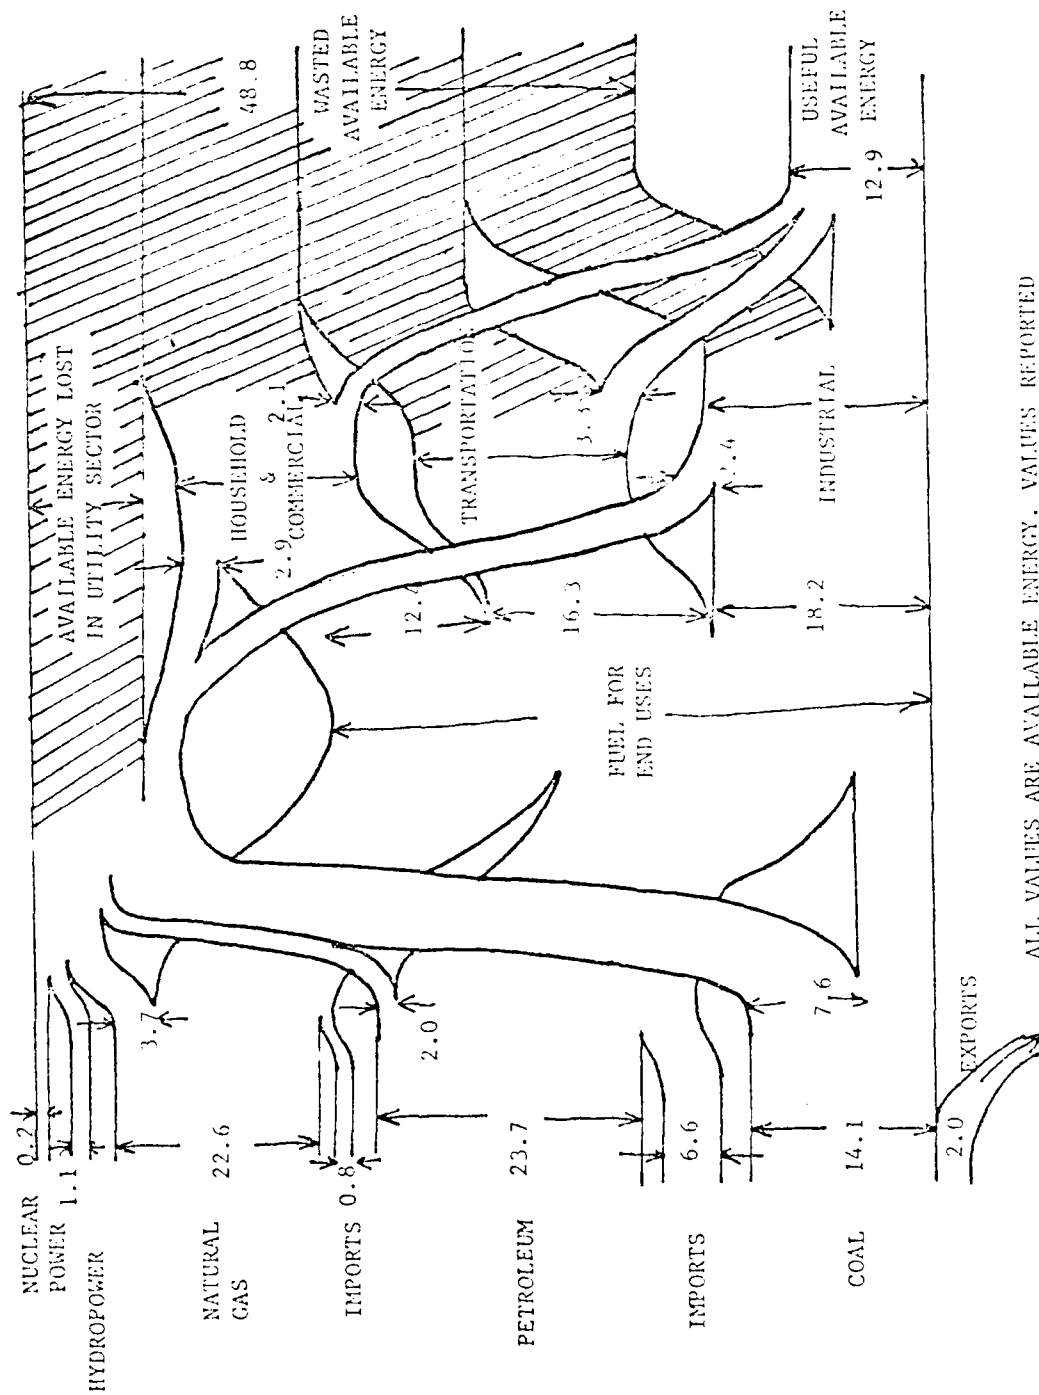 NUCLEAR 0.2
POWER 1.1
HYDROPOWER
NATURAL
GAS
22.6
IMPORTS 0.8
PETROLEUM 23.7
IMPORTS
6.6
COAL
14.1
2.0
EXPORTS
3.7
2.0
7.6
FUEL FOR
END USES
12.4
16.3
18.2
AVAILABLE ENERGY LOST
IN UTILITY SECTOR
HOUSEHOLD
&
COMMERCIAL
2.9
2.1
TRANSPORTATION
INDUSTRIAL
48.8
WASTED
AVAILABLE
ENERGY
USEFUL
AVAILABLE
ENERGY
12.9
ALL VALUES ARE AVAILABLE ENERGY. VALUES REPORTED